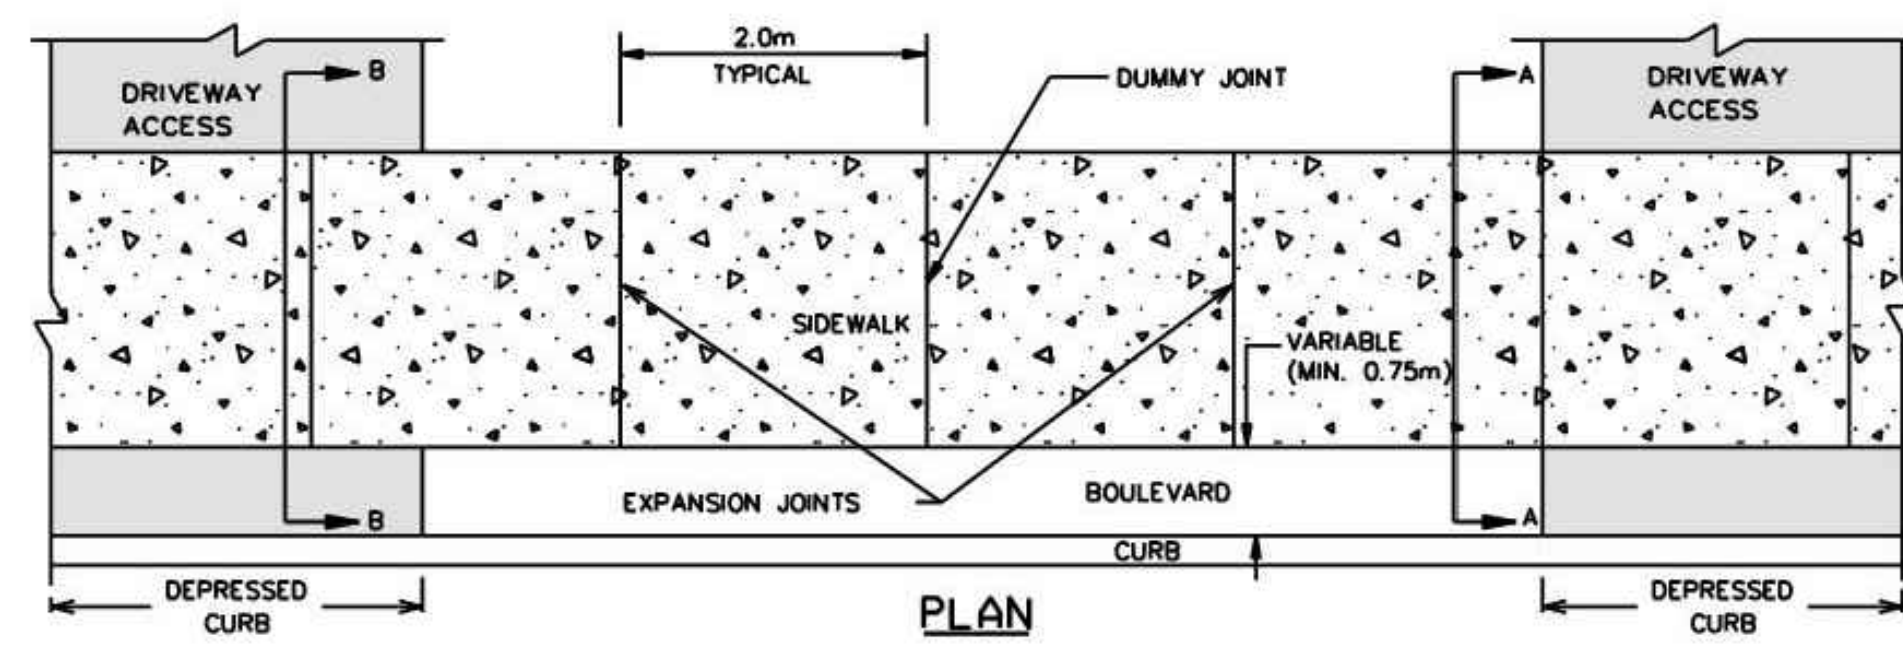 2.0m
TYPICAL
DRIVEWAY
ACCESS
B
DUMMY JOINT
A
DRIVEWAY
ACCESS
SIDEWALK
VARIABLE
(MIN. 0.75m)
EXPANSION JOINTS
BOULEVARD
B
A
CURB
DEPRESSED
CURB
PLAN
DEPRESSED
CURB